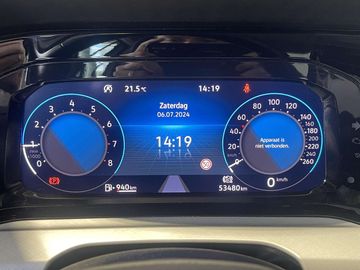 21.5°C 14:19
Zaterdag
06.07.2024
14:19
0 1 2 3 4 5 6 7 8
x1000
20 40 60 80 100 120 140 160 180 200 220 240 260
km/h
Apparaat is
niet verbonden.
940 km
53480 km
0 km/h